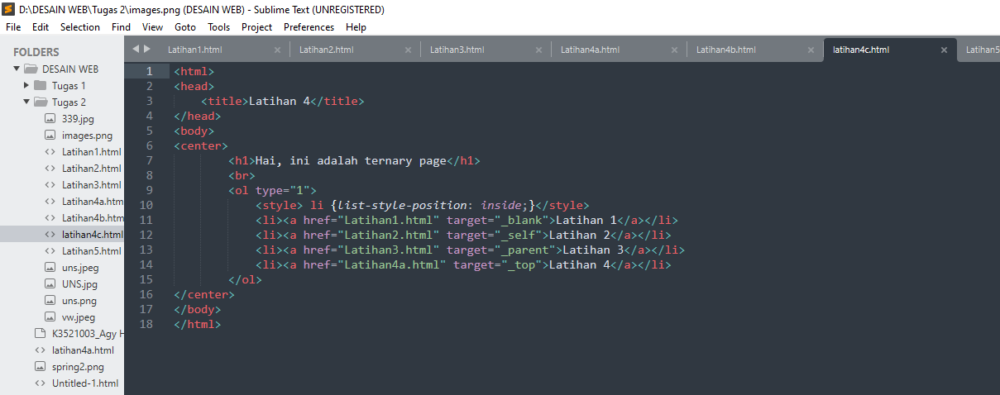 D:\DESAIN WEB\Tugas 2\images.png (DESAIN WEB) - Sublime Text (UNREGISTERED)
File Edit Selection Find View Goto Tools Project Preferences Help
FOLDERS
DESAIN WEB
Tugas 1
Tugas 2
339.jpg
images.png
Latihan1.html
Latihan2.html
Latihan3.html
Latihan4a.htm
Latihan4b.htm
latihan4c.html
Latihan5.html
uns.jpeg
UNS.jpg
uns.png
vw.jpeg
K3521003_Agy H
latihan4a.html
spring2.png
Untitled-1.html
Latihan1.html Latihan2.html Latihan3.html Latihan4a.html Latihan4b.html latihan4c.html Latihan5
1 <html>
2 <head>
3 <title>Latihan 4</title>
4 </head>
5 <body>
6 <center>
7 <h1>Hai, ini adalah ternary page</h1>
8 <br>
9 <ol type="1">
10 <style> li {list-style-position: inside;}</style>
11 <li><a href="Latihan1.html" target="_blank">Latihan 1</a></li>
12 <li><a href="Latihan2.html" target="_self">Latihan 2</a></li>
13 <li><a href="Latihan3.html" target="_parent">Latihan 3</a></li>
14 <li><a href="Latihan4a.html" target="_top">Latihan 4</a></li>
15 </ol>
16 </center>
17 </body>
18 </html>